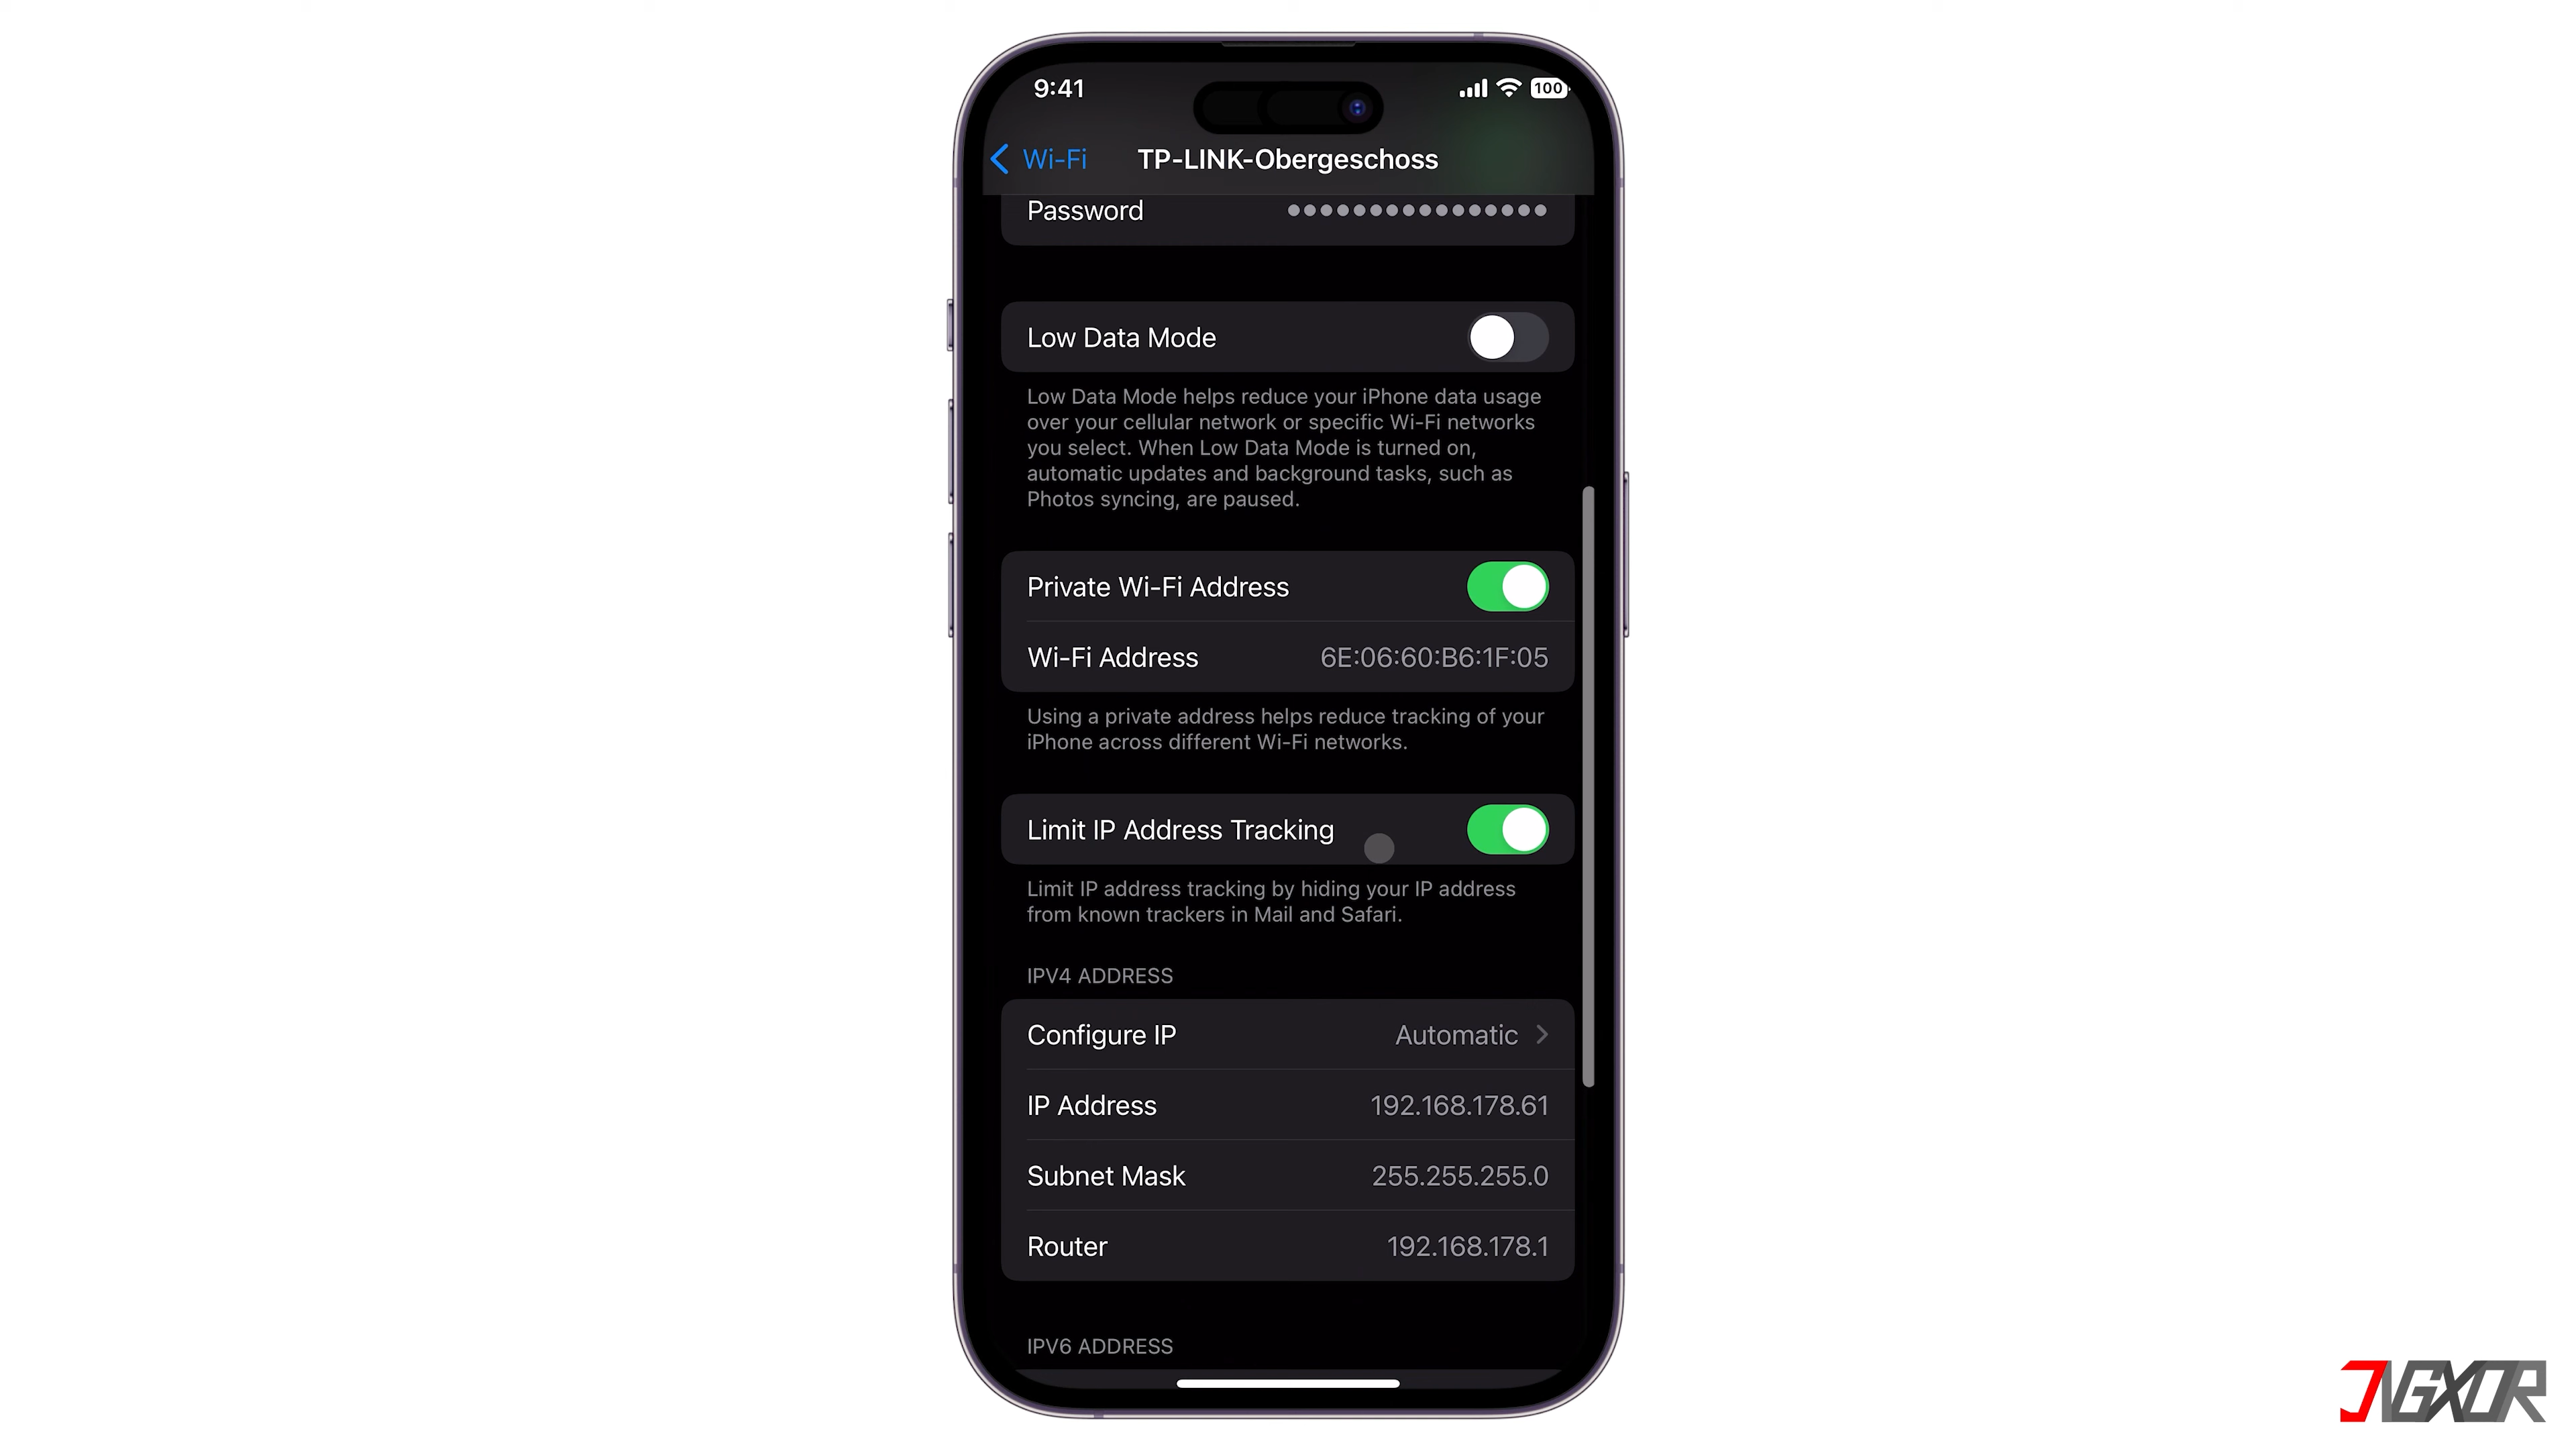 9:41
100
Wi-Fi
TP-LINK-Obergeschoss
Password
Low Data Mode
Low Data Mode helps reduce your iPhone data usage
over your cellular network or specific Wi-Fi networks
you select. When Low Data Mode is turned on,
automatic updates and background tasks, such as
Photos syncing, are paused.
Private Wi-Fi Address
Wi-Fi Address 6E:06:60:B6:1F:05
Using a private address helps reduce tracking of your
iPhone across different Wi-Fi networks.
Limit IP Address Tracking
Limit IP address tracking by hiding your IP address
from known trackers in Mail and Safari.
IPV4 ADDRESS
Configure IP Automatic
IP Address 192.168.178.61
Subnet Mask 255.255.255.0
Router 192.168.178.1
IPV6 ADDRESS